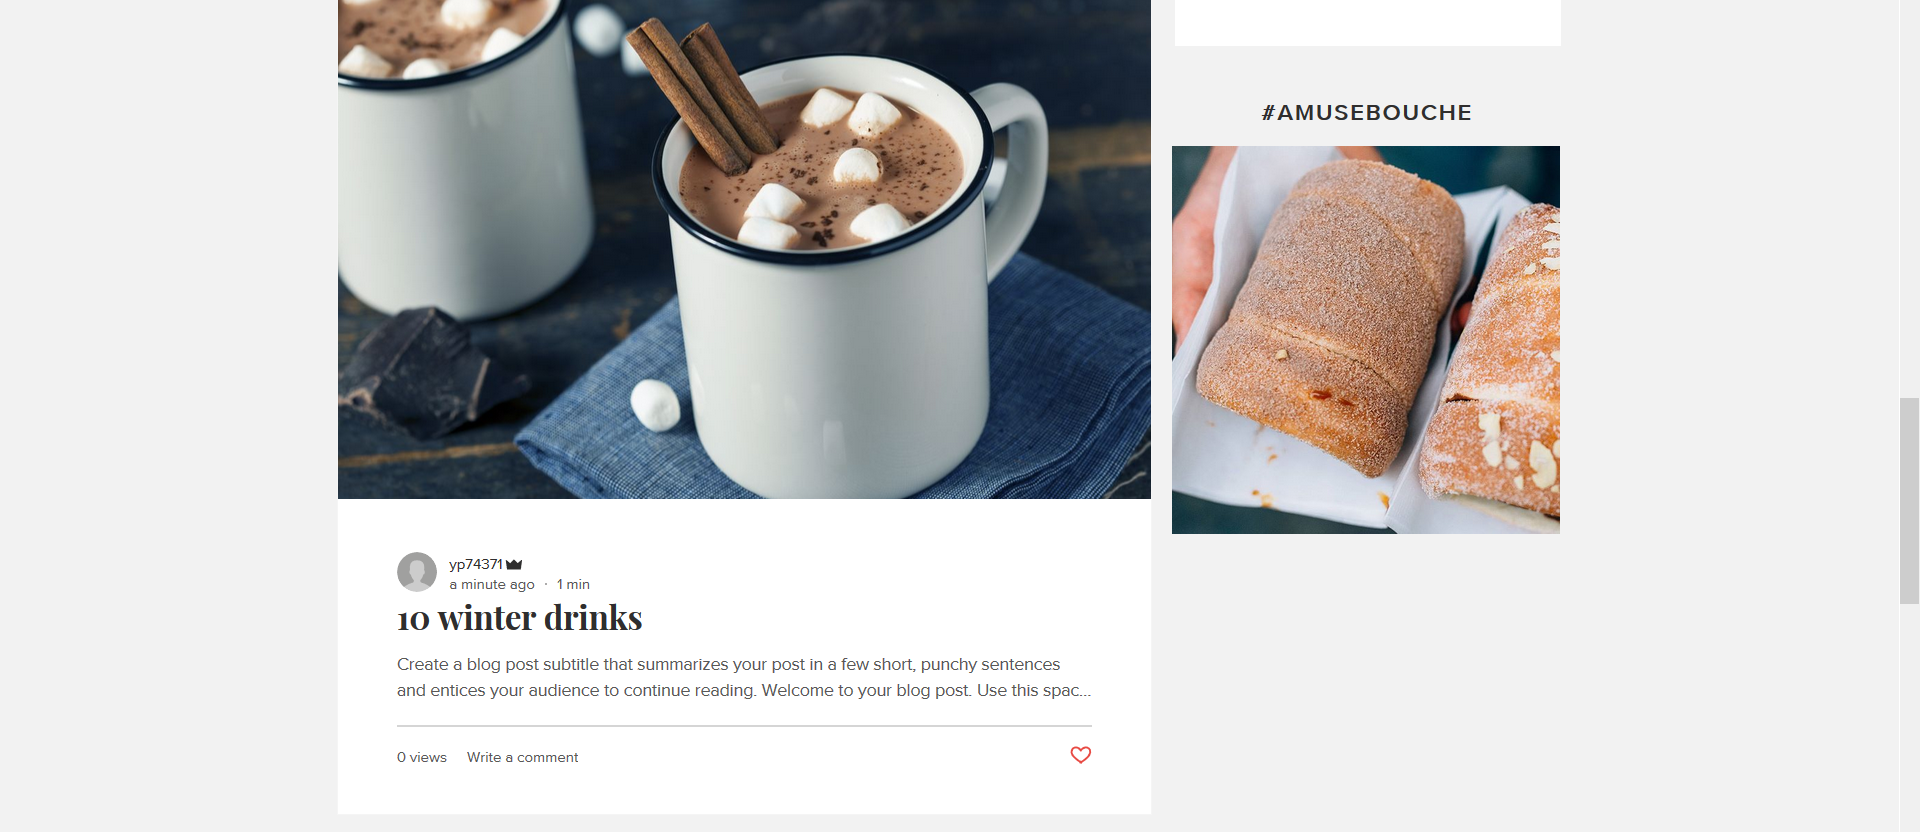 #AMUSEBOUCHE
yp74371
a minute ago · 1 min
10 winter drinks
Create a blog post subtitle that summarizes your post in a few short, punchy sentences
and entices your audience to continue reading. Welcome to your blog post. Use this spac...
0 views Write a comment